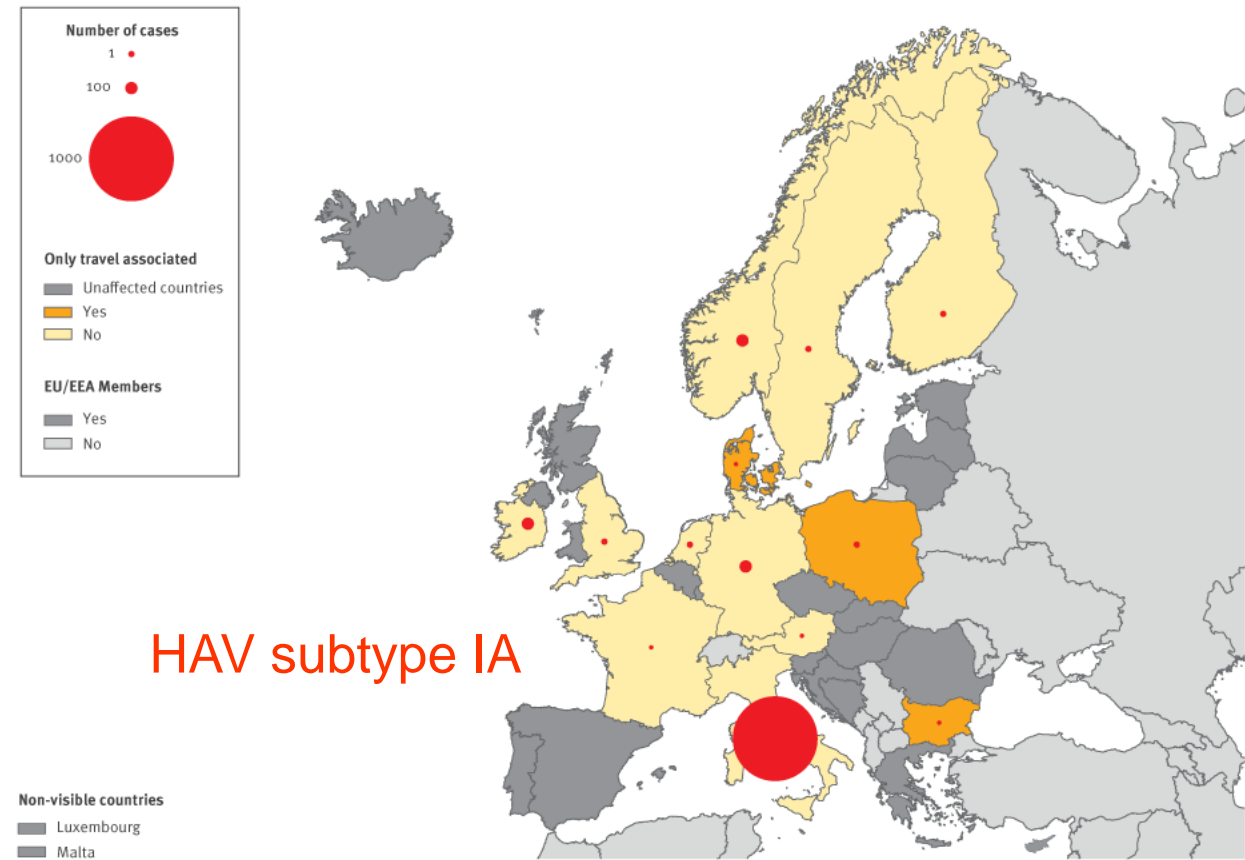 Number of cases
1
100
1000
Only travel associated
Unaffected countries
Yes
No
EU/EEA Members
Yes
No
HAV subtype IA
Non-visible countries
Luxembourg
Malta